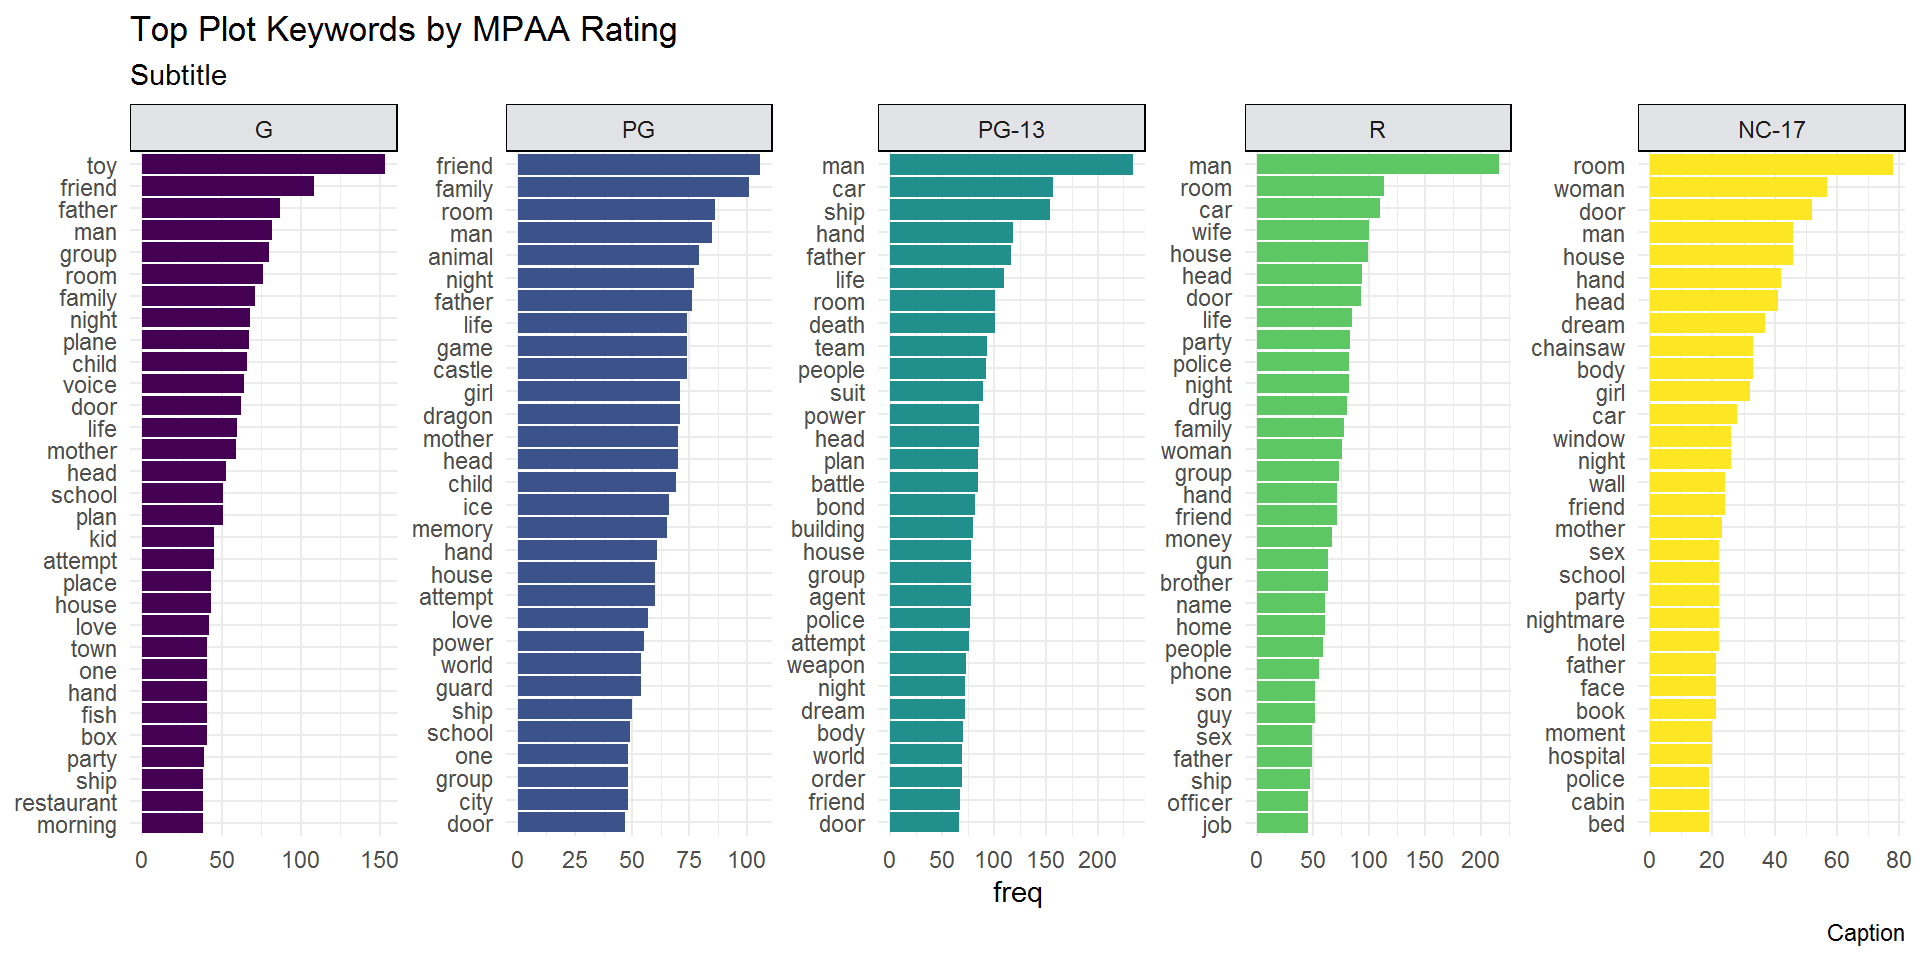 Top Plot Keywords by MPAA Rating
Subtitle
G
toy
friend
father
man
group
room
family
night
plane
child
voice
door
life
mother
head
school
plan
kid
attempt
place
house
love
town
one
hand
fish
box
party
ship
restaurant
morning
0 50 100 150
PG
friend
family
room
man
animal
night
father
life
game
castle
girl
dragon
mother
head
child
ice
memory
hand
house
attempt
love
power
world
guard
ship
school
one
group
city
door
0 25 50 75 100
PG-13
man
car
ship
hand
father
life
room
death
team
people
suit
power
head
plan
battle
bond
building
house
group
agent
police
attempt
weapon
night
dream
body
world
order
friend
door
0 50 100 150 200
R
man
room
car
wife
house
head
door
life
party
police
night
drug
family
woman
group
hand
friend
money
gun
brother
name
home
people
phone
son
guy
sex
father
ship
officer
job
0 50 100 150 200
NC-17
room
woman
door
man
house
hand
head
dream
chainsaw
body
girl
car
window
night
wall
friend
mother
sex
school
party
nightmare
hotel
father
face
book
moment
hospital
police
cabin
bed
0 20 40 60 80
freq
Caption